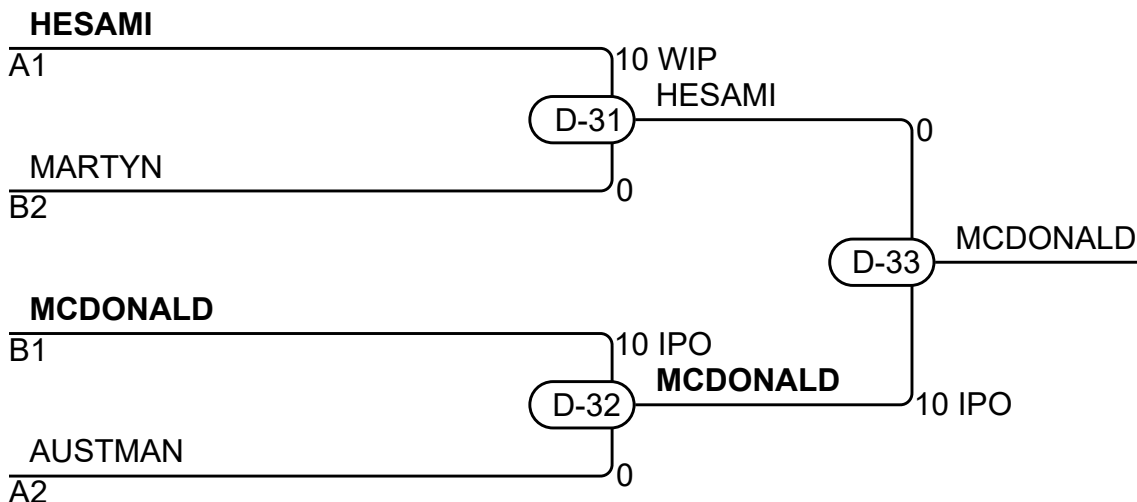 HESAMI
A1
10 WIP
HESAMI
D-31
0
MARTYN
0
B2
MCDONALD
D-33
MCDONALD
B1
10 IPO
MCDONALD
D-32
10 IPO
AUSTMAN
0
A2